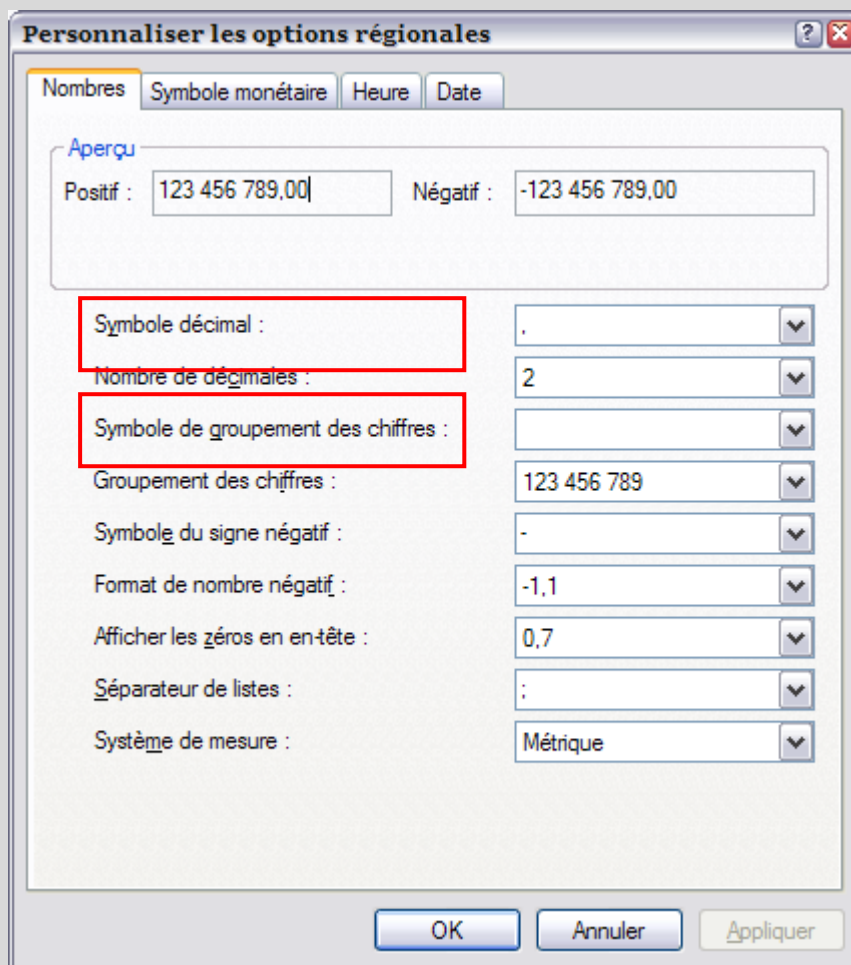 Personnaliser les options régionales
Nombres Symbole monétaire Heure Date
Aperçu
Positif : 123 456 789,00 Négatif : -123 456 789,00
Symbole décimal : ,
Nombre de décimales : 2
Symbole de groupement des chiffres :
Groupement des chiffres : 123 456 789
Symbole du signe négatif : -
Format de nombre négatif : -1,1
Afficher les zéros en en-tête : 0,7
Séparateur de listes : ;
Système de mesure : Métrique
OK Annuler Appliquer